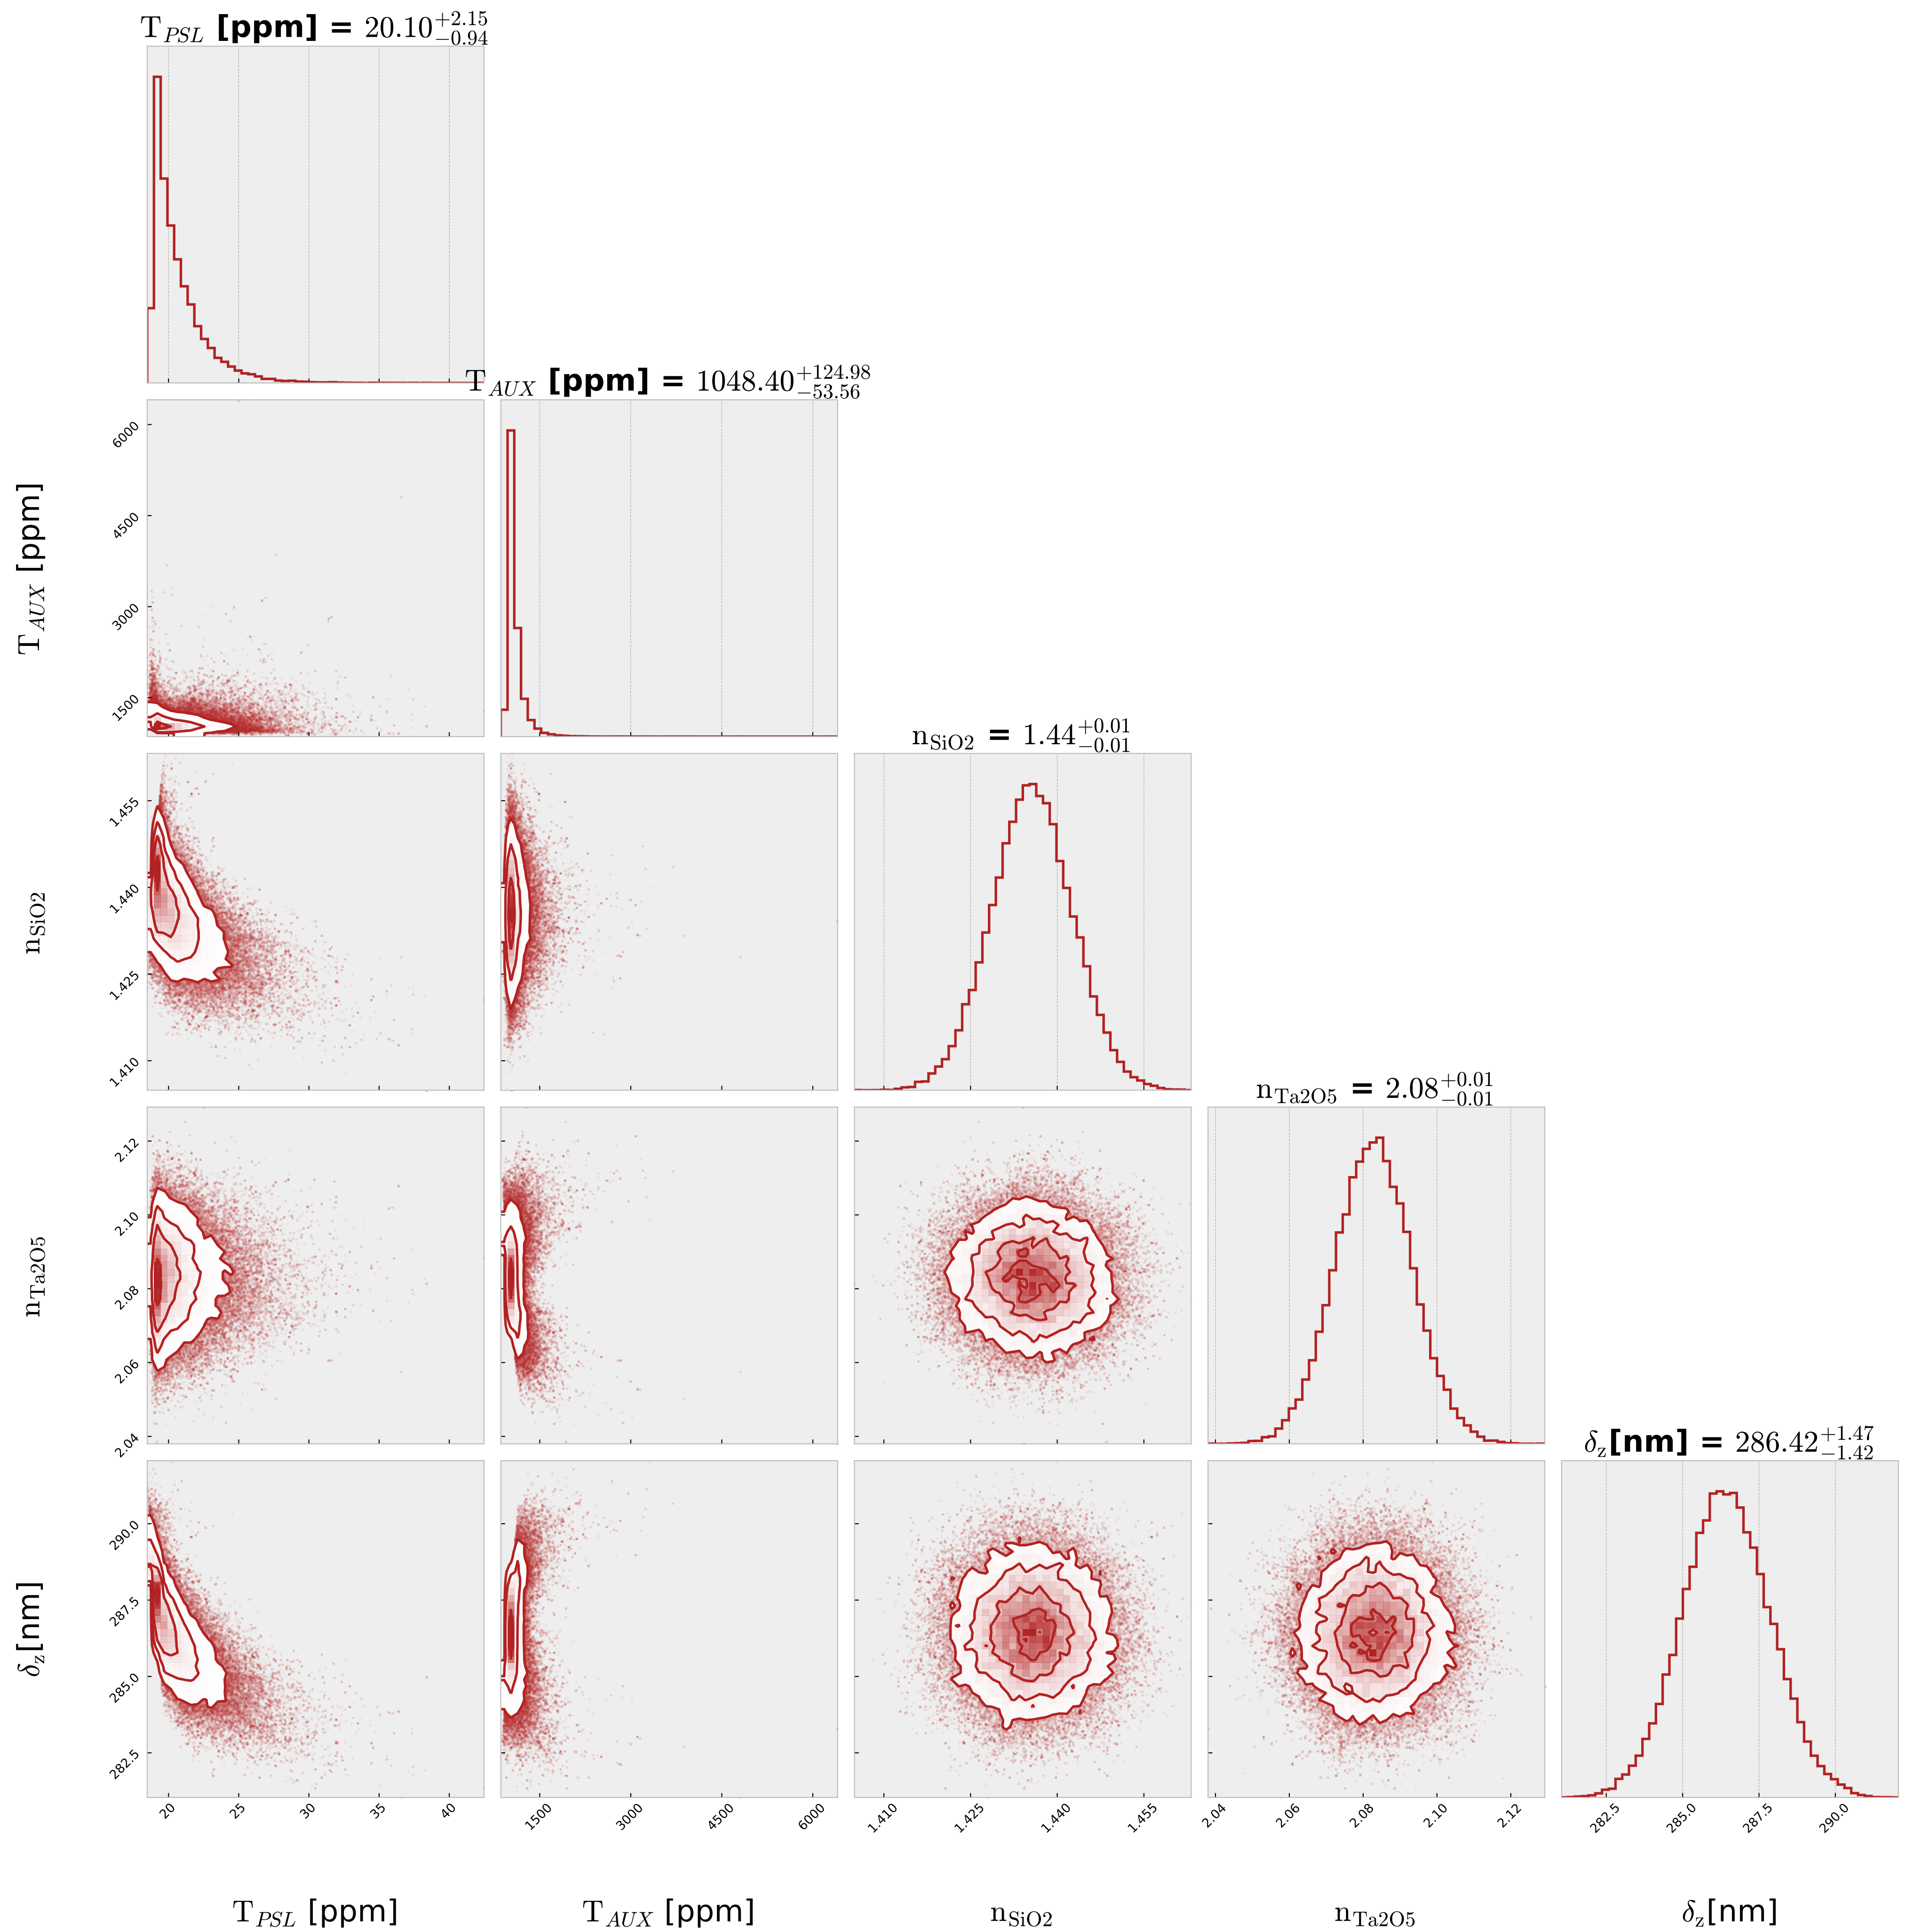 T_PSL [ppm] = 20.10^{+2.15}_{-0.94}
T_AUX [ppm] = 1048.40^{+124.98}_{-53.56}
6000
4500
3000
1500
T_AUX [ppm]
n_SiO2 = 1.44^{+0.01}_{-0.01}
1.455
1.440
1.425
1.410
n_SiO2
n_Ta2O5 = 2.08^{+0.01}_{-0.01}
2.12
2.10
2.08
2.06
2.04
n_Ta2O5
δ_z[nm] = 286.42^{+1.47}_{-1.42}
290.0
287.5
285.0
282.5
δ_z[nm]
20 25 30 35 40
1500 3000 4500 6000
1.410 1.425 1.440 1.455
2.04 2.06 2.08 2.10 2.12
282.5 285.0 287.5 290.0
T_PSL [ppm]
T_AUX [ppm]
n_SiO2
n_Ta2O5
δ_z[nm]